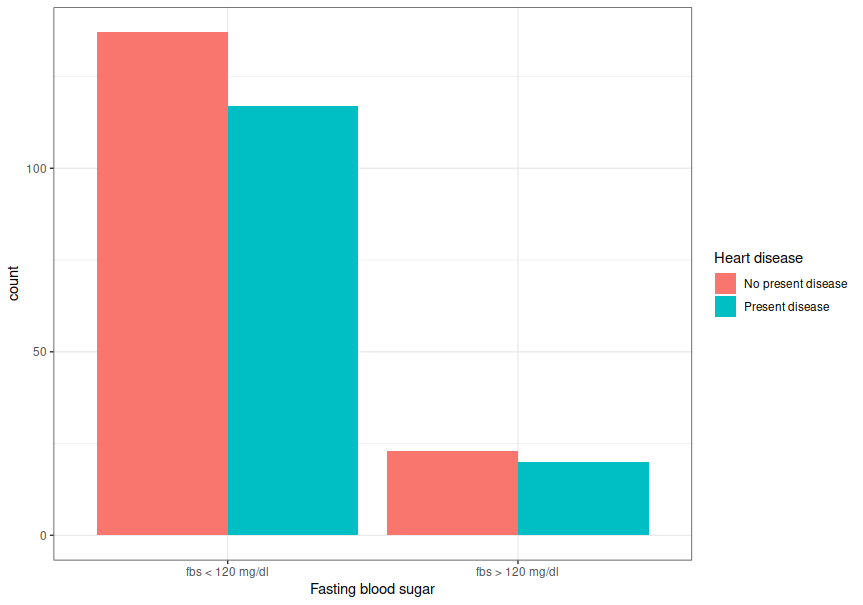 100
50
0
count
fbs < 120 mg/dl
fbs > 120 mg/dl
Fasting blood sugar
Heart disease
No present disease
Present disease